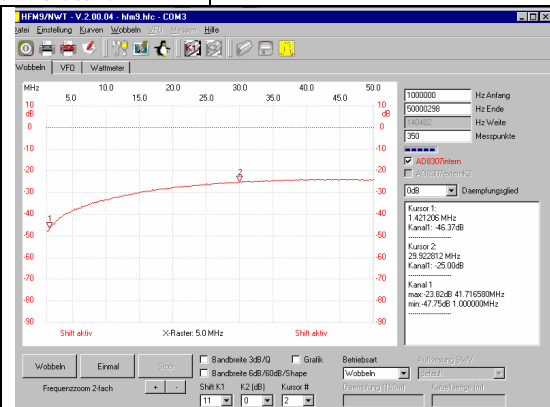 HFM9/NWT - V.2.00.04 - hfm9.hfc - COM3
Datei Einstellung Kurven Wobbeln VFO Messen Hilfe
K1
Wobbeln VFO Wattmeter
MHz 10.0 20.0 30.0 40.0 50.0
5.0 15.0 25.0 35.0 45.0
10 10
dB dB
0 0
-10 -10
-20 -20
2
-30 -30
-40 -40
1
-50 -50
-60 -60
-70 -70
-80 -80
-90 -90
Shift aktiv X-Raster: 5.0 MHz Shift aktiv
1000000 Hz Anfang
50000298 Hz Ende
140402 Hz Weite
350 Messpunkte
AD8307intern
0dB Daempfungsglied
Kursor 1:
1.421206 MHz
Kanal1: -46.37dB
--------------------
Kursor 2:
29.922812 MHz
Kanal1: -25.00dB
--------------------
Kanal 1
max:-23.82dB 41.716580MHz
min:-47.75dB 1.000000MHz
--------------------
Wobbeln Einmal Stop
Frequenzzoom 2-fach + -
Bandbreite 3dB/Q Grafik
Bandbreite 6dB/60dB/Shape
Shift K1 K2 (dB) Kursor #
11 0 2
Betriebsart
Wobbeln
Daempfung (100m) Kabellaenge (m)